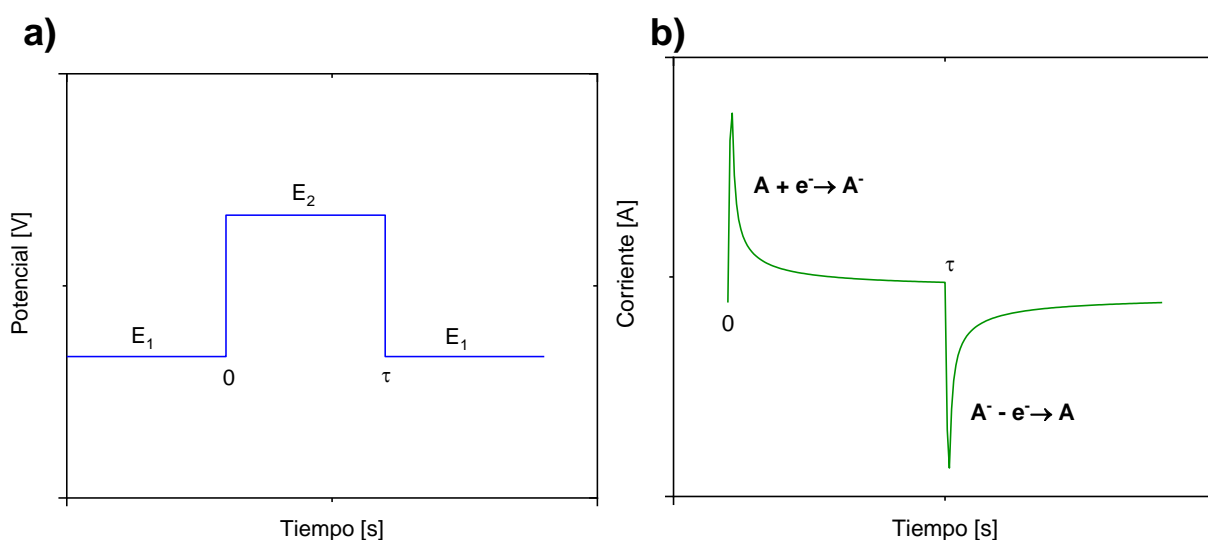 a)
Potencial [V]
E₂
E₁
E₁
0
τ
Tiempo [s]
b)
Corriente [A]
A + e⁻→ A⁻
τ
0
A⁻ - e⁻→ A
Tiempo [s]